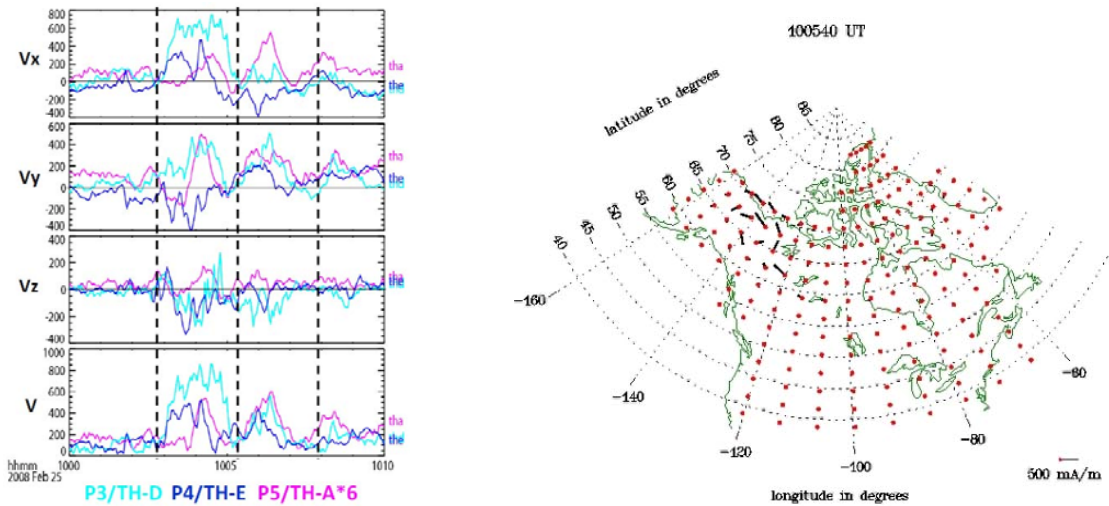 Vx
800
600
400
200
0
-200
-400
tha
the
Vy
600
400
200
0
-200
-400
tha
the
Vz
400
200
0
-200
-400
tha
the
V
1000
800
600
400
200
0
tha
the
hhmm
2008 Feb 25
1000 1005 1010
P3/TH-D P4/TH-E P5/TH-A*6
100540 UT
latitude in degrees
85
80
75
70
65
60
55
50
45
40
-160
-140
-120
-100
-80
-60
500 mA/m
longitude in degrees